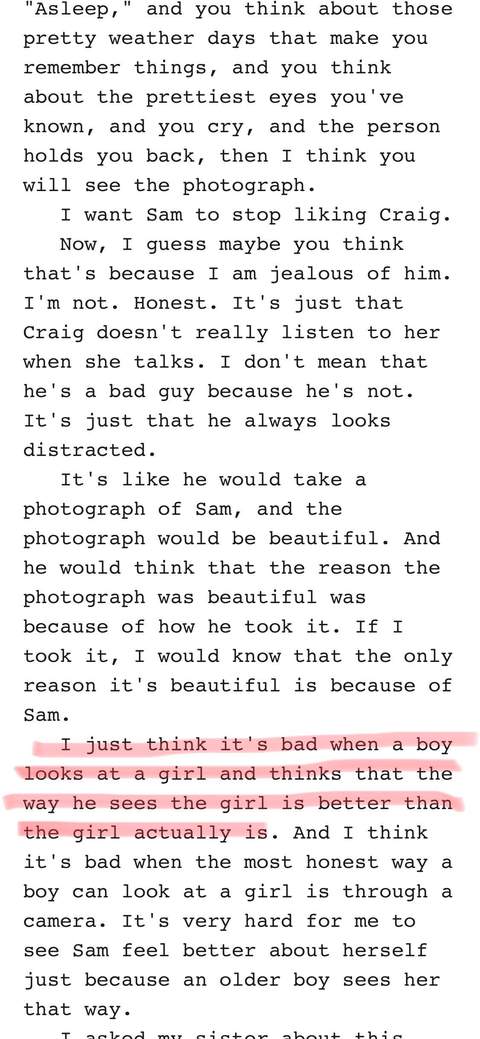 "Asleep," and you think about those
pretty weather days that make you
remember things, and you think
about the prettiest eyes you've
known, and you cry, and the person
holds you back, then I think you
will see the photograph.
I want Sam to stop liking Craig.
Now, I guess maybe you think
that's because I am jealous of him.
I'm not. Honest. It's just that
Craig doesn't really listen to her
when she talks. I don't mean that
he's a bad guy because he's not.
It's just that he always looks
distracted.
It's like he would take a
photograph of Sam, and the
photograph would be beautiful. And
he would think that the reason the
photograph was beautiful was
because of how he took it. If I
took it, I would know that the only
reason it's beautiful is because of
Sam.
I just think it's bad when a boy
looks at a girl and thinks that the
way he sees the girl is better than
the girl actually is. And I think
it's bad when the most honest way a
boy can look at a girl is through a
camera. It's very hard for me to
see Sam feel better about herself
just because an older boy sees her
that way.
I asked my sister about this